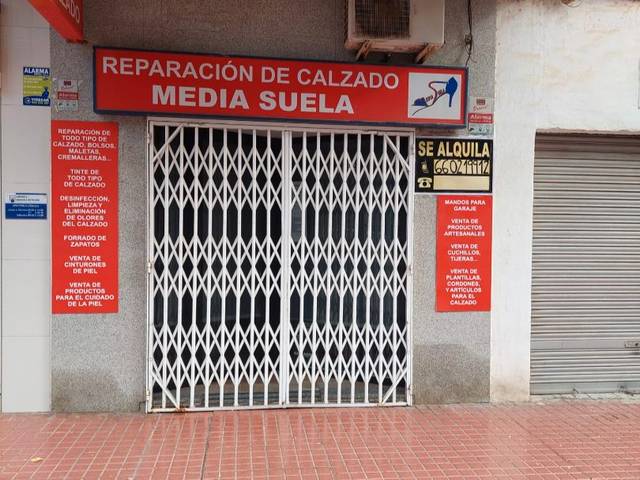 ZADO
REPARACIÓN DE CALZADO
MEDIA SUELA
ALARMA
Alarma
REPARACIÓN DE
TODO TIPO DE
CALZADO, BOLSOS,
MALETAS,
CREMALLERAS...
TINTE DE
TODO TIPO
DE CALZADO
DESINFECCIÓN,
LIMPIEZA Y
ELIMINACIÓN
DE OLORES
DEL CALZADO
FORRADO DE
ZAPATOS
VENTA DE
CINTURONES
DE PIEL
VENTA DE
PRODUCTOS
PARA EL CUIDADO
DE LA PIEL
SE ALQUILA
MANDOS PARA
GARAJE
VENTA DE
PRODUCTOS
ARTESANALES
VENTA DE
CUCHILLOS,
TIJERAS...
VENTA DE
PLANTILLAS,
CORDONES,
Y ARTÍCULOS
PARA EL
CALZADO